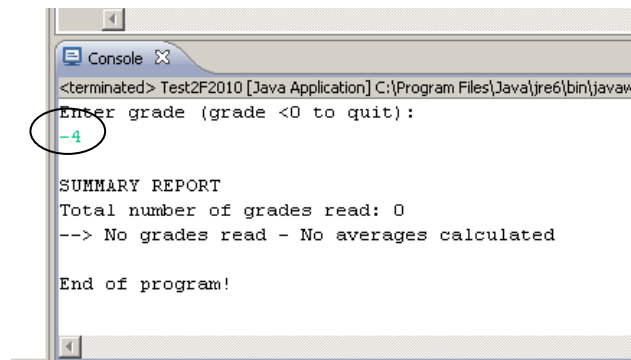 Console
<terminated> Test2F2010 [Java Application] C:\Program Files\Java\jre6\bin\javaw
Enter grade (grade <0 to quit):
-4
SUMMARY REPORT
Total number of grades read: 0
--> No grades read - No averages calculated
End of program!